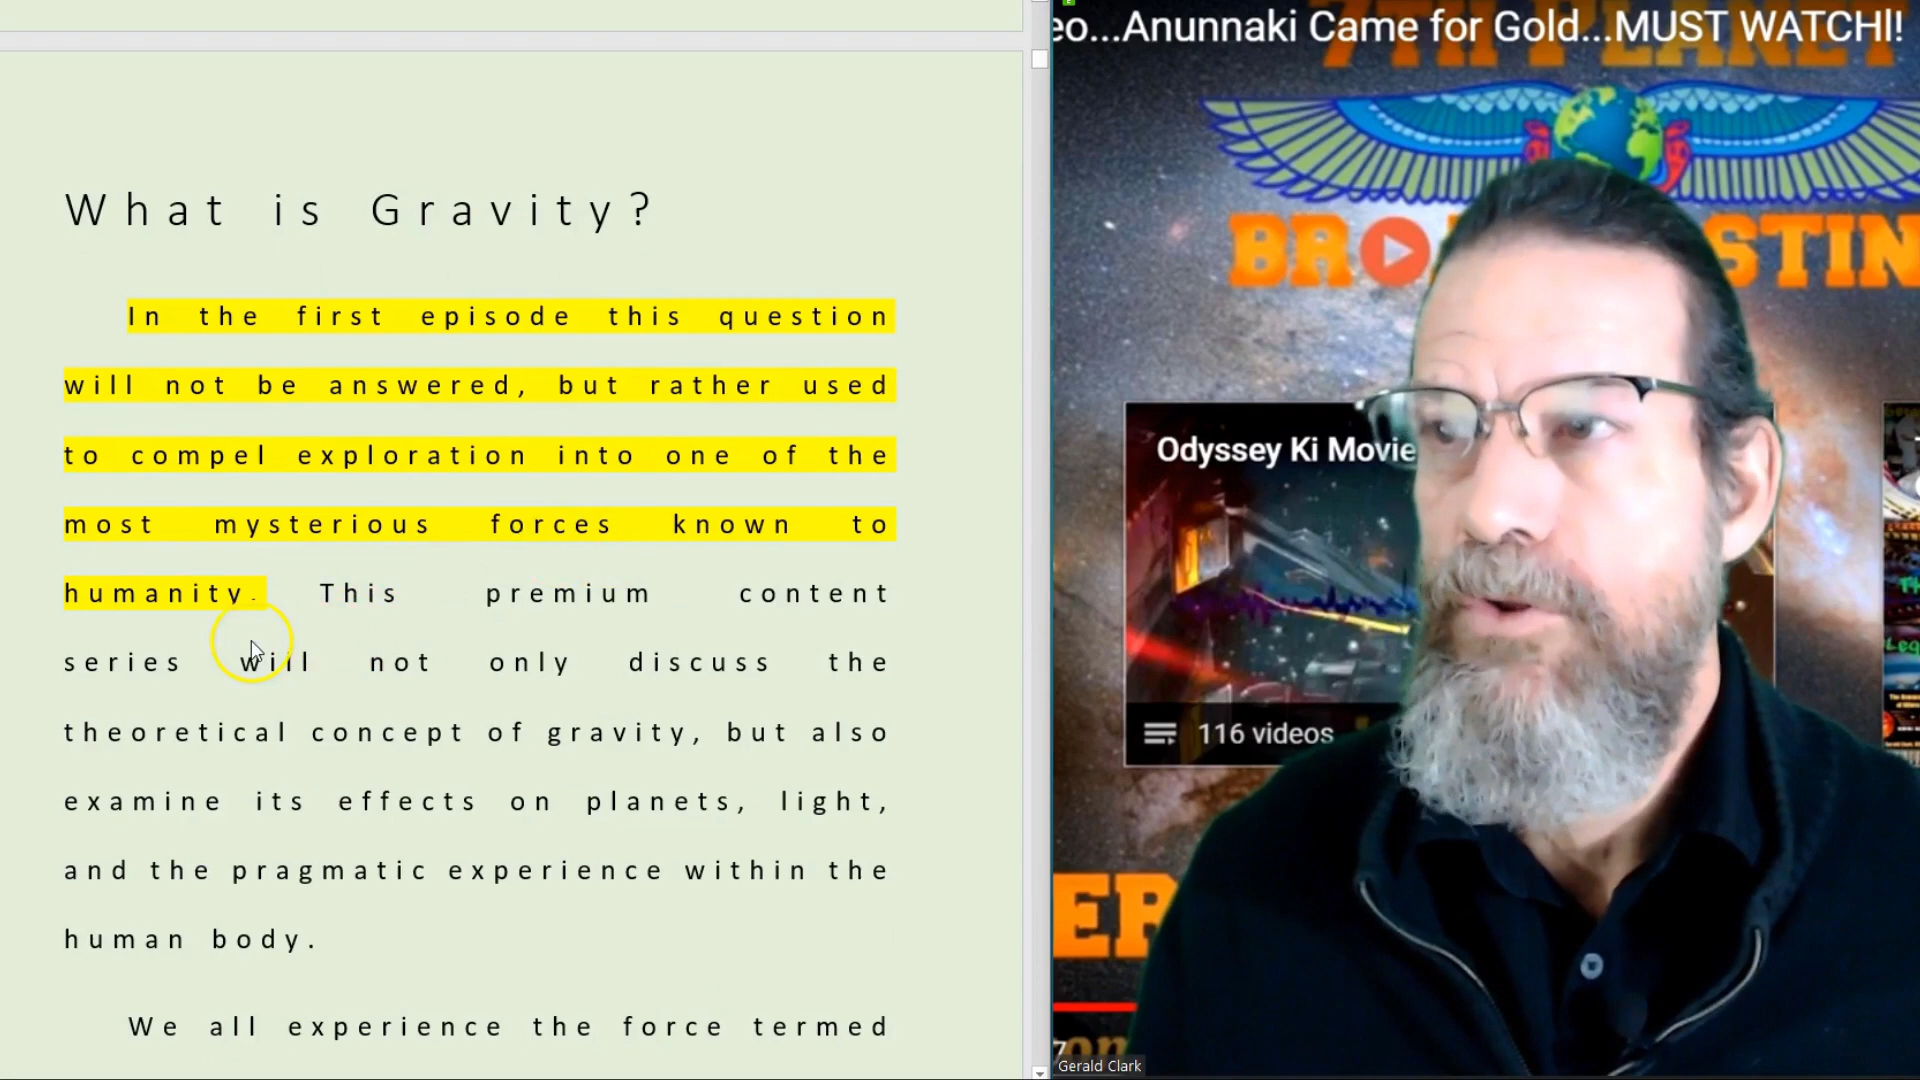 What is Gravity?
In the first episode this question
will not be answered, but rather used
to compel exploration into one of the
most mysterious forces known to
humanity. This premium content
series will not only discuss the
theoretical concept of gravity, but also
examine its effects on planets, light,
and the pragmatic experience within the
human body.
We all experience the force termed
eo...Anunnaki Came for Gold...MUST WATCH!!
7TH PLANET
Odyssey Ki Movie
116 videos
Gerald Clark